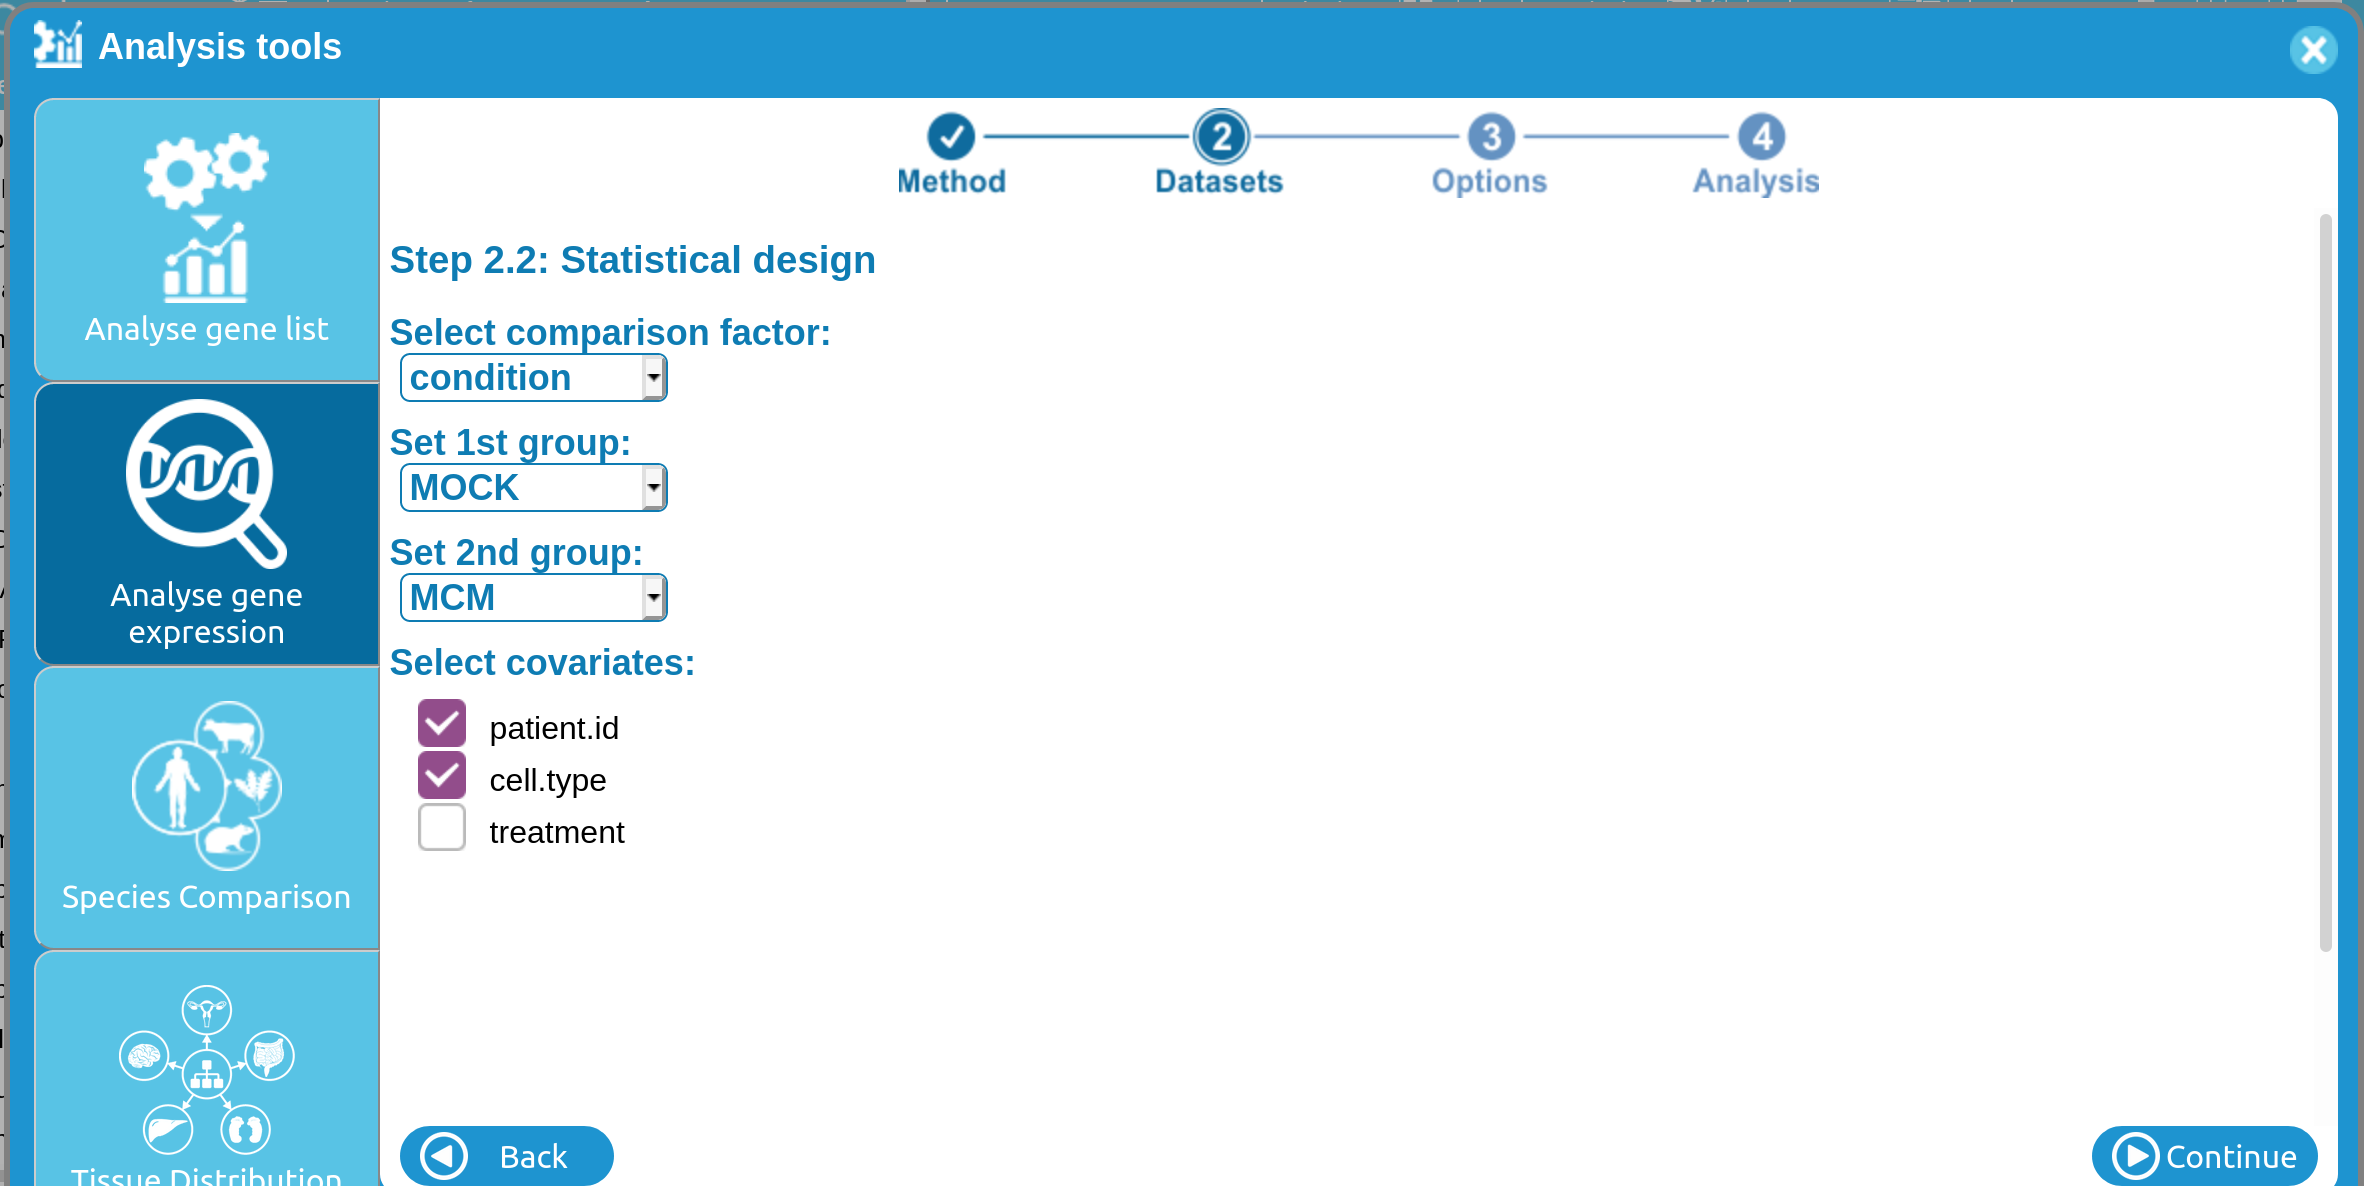 Analysis tools
Analyse gene list
Analyse gene
expression
Species Comparison
Tissue Distribution
2
3
4
Method
Datasets
Options
Analysis
Step 2.2: Statistical design
Select comparison factor:
condition
Set 1st group:
MOCK
Set 2nd group:
MCM
Select covariates:
patient.id
cell.type
treatment
Back
Continue